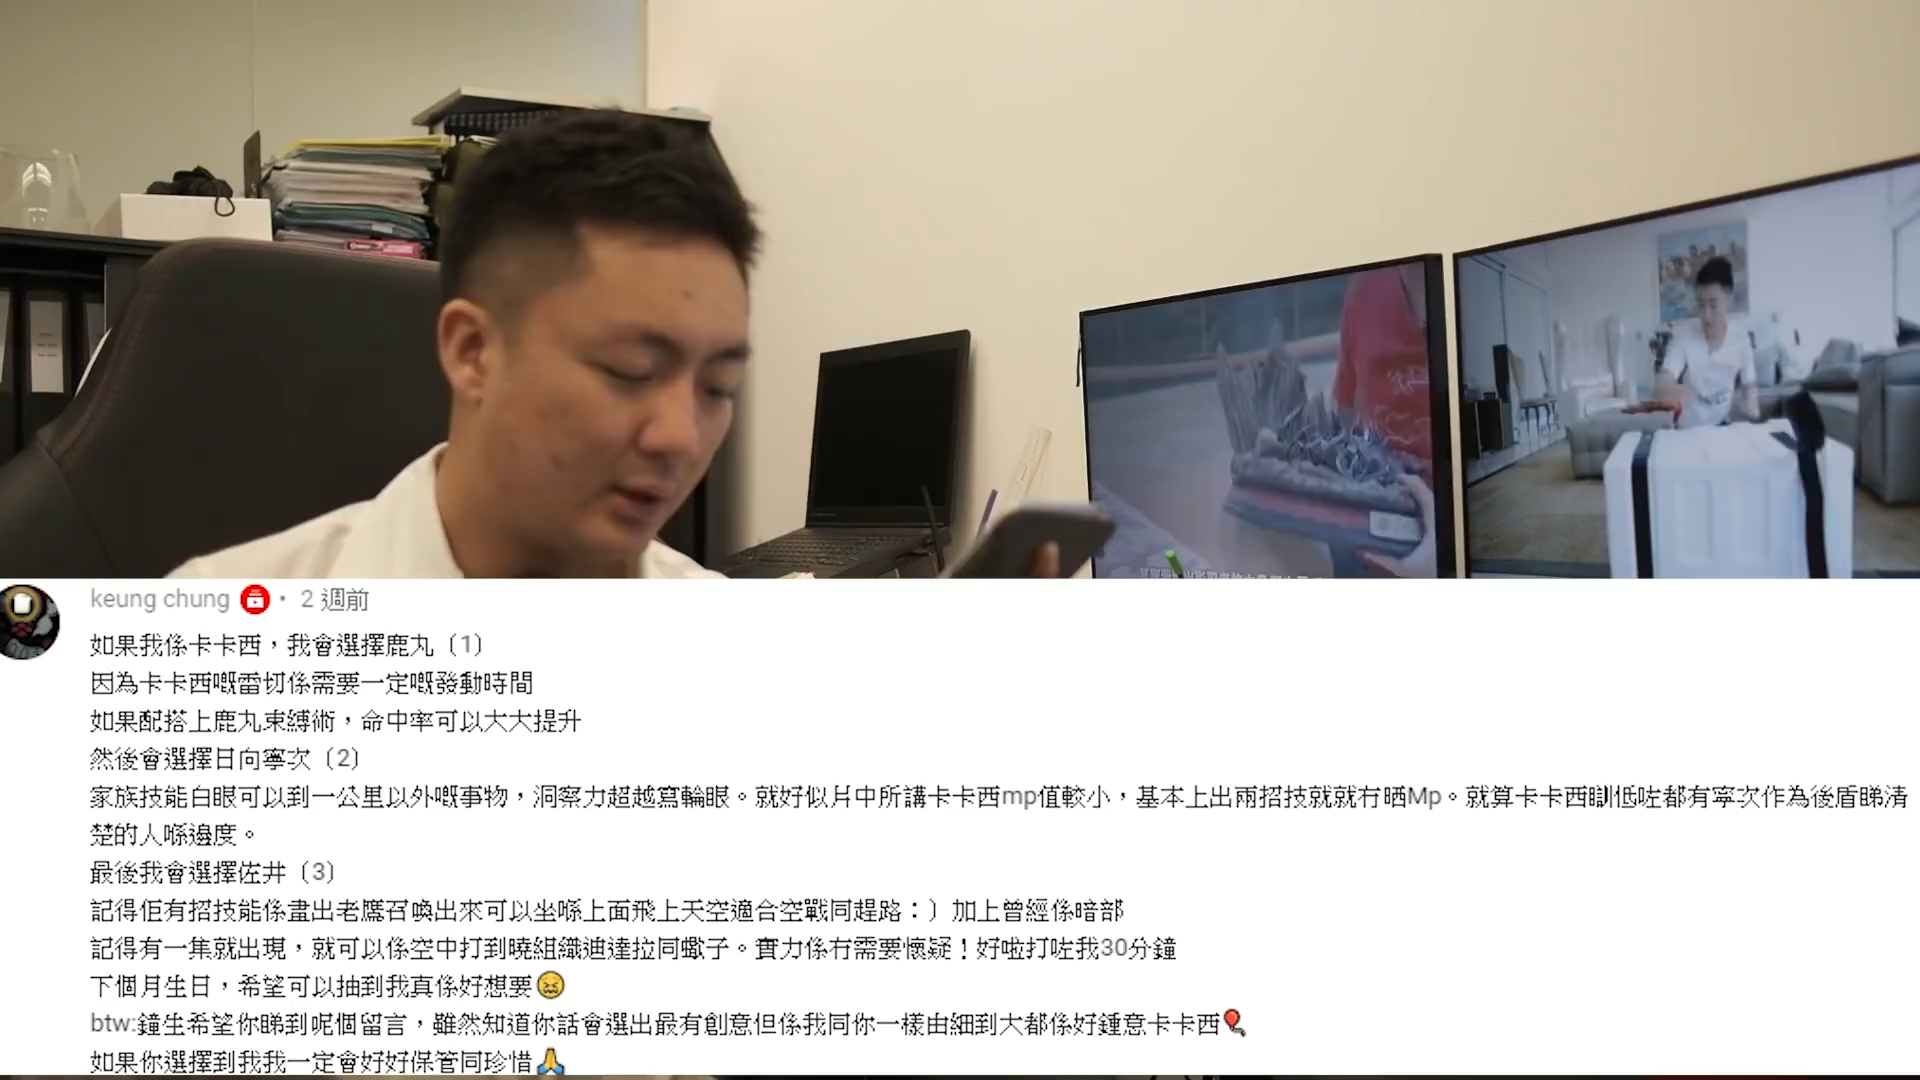 keung chung • 2 週前
如果我係卡卡西，我會選擇鹿丸（1）
因為卡卡西嘅雷切係需要一定嘅發動時間
如果配搭上鹿丸束縛術，命中率可以大大提升
然後會選擇日向寧次（2）
家族技能白眼可以到一公里以外嘅事物，洞察力超越寫輪眼。就好似片中所講卡卡西mp值較小，基本上出兩招技就就冇晒Mp。就算卡卡西瞓低咗都有寧次作為後盾睇清
楚的人喺邊度。
最後我會選擇佐井（3）
記得佢有招技能係畫出老鷹召喚出來可以坐喺上面飛上天空適合空戰同趕路：）加上曾經係暗部
記得有一集就出現，就可以係空中打到曉組織迪達拉同蠍子。實力係冇需要懷疑！好啦打咗我30分鐘
下個月生日，希望可以抽到我真係好想要😖
btw:鐘生希望你睇到呢個留言，雖然知道你話會選出最有創意但係我同你一樣由細到大都係好鍾意卡卡西🎈
如果你選擇到我我一定會好好保管同珍惜🙏